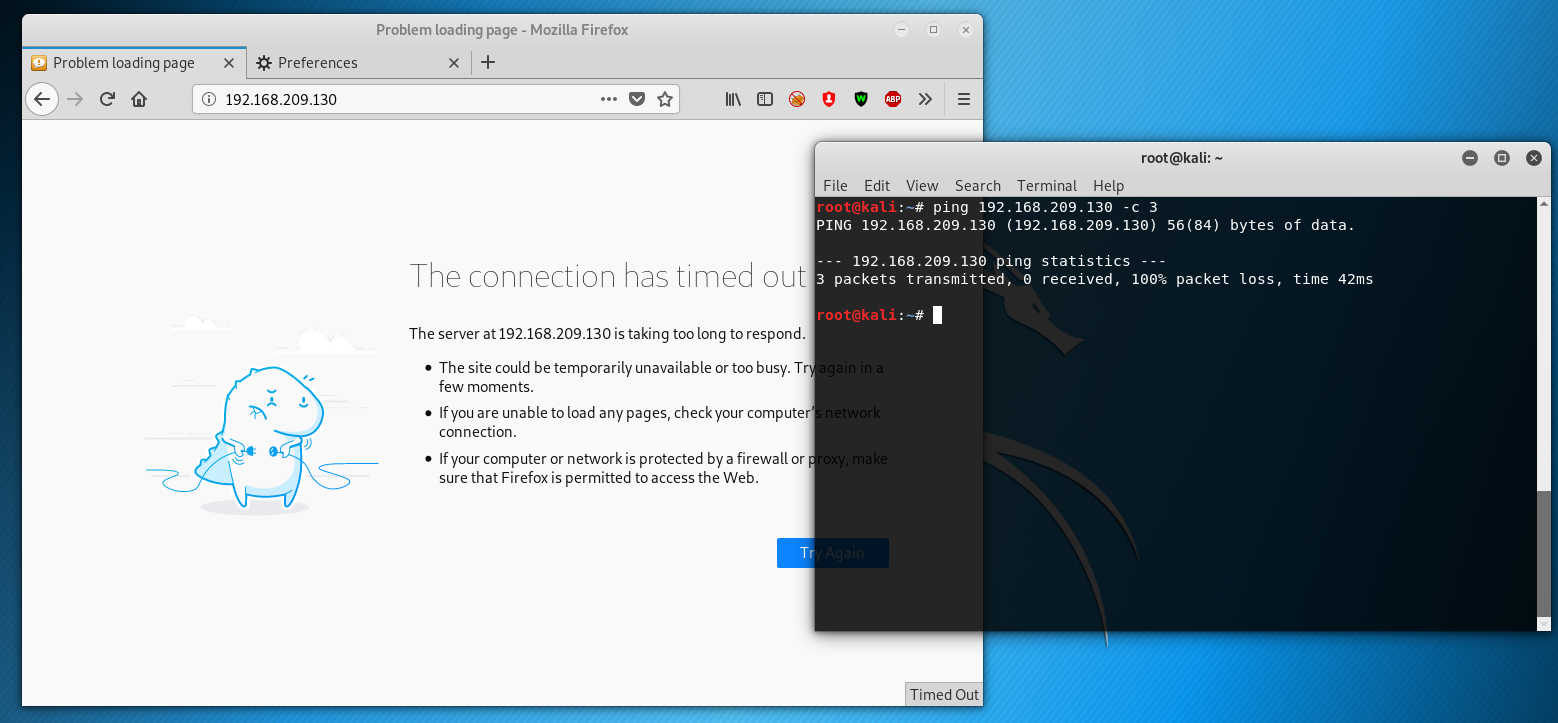 Problem loading page - Mozilla Firefox
Problem loading page
Preferences
192.168.209.130
W
ABP
The connection has timed out
The server at 192.168.209.130 is taking too long to respond.
The site could be temporarily unavailable or too busy. Try again in a
few moments.
If you are unable to load any pages, check your computer’s network
connection.
If your computer or network is protected by a firewall or proxy, make
sure that Firefox is permitted to access the Web.
Try Again
Timed Out
root@kali: ~
File Edit View Search Terminal Help
root@kali:~# ping 192.168.209.130 -c 3
PING 192.168.209.130 (192.168.209.130) 56(84) bytes of data.
--- 192.168.209.130 ping statistics ---
3 packets transmitted, 0 received, 100% packet loss, time 42ms
root@kali:~#